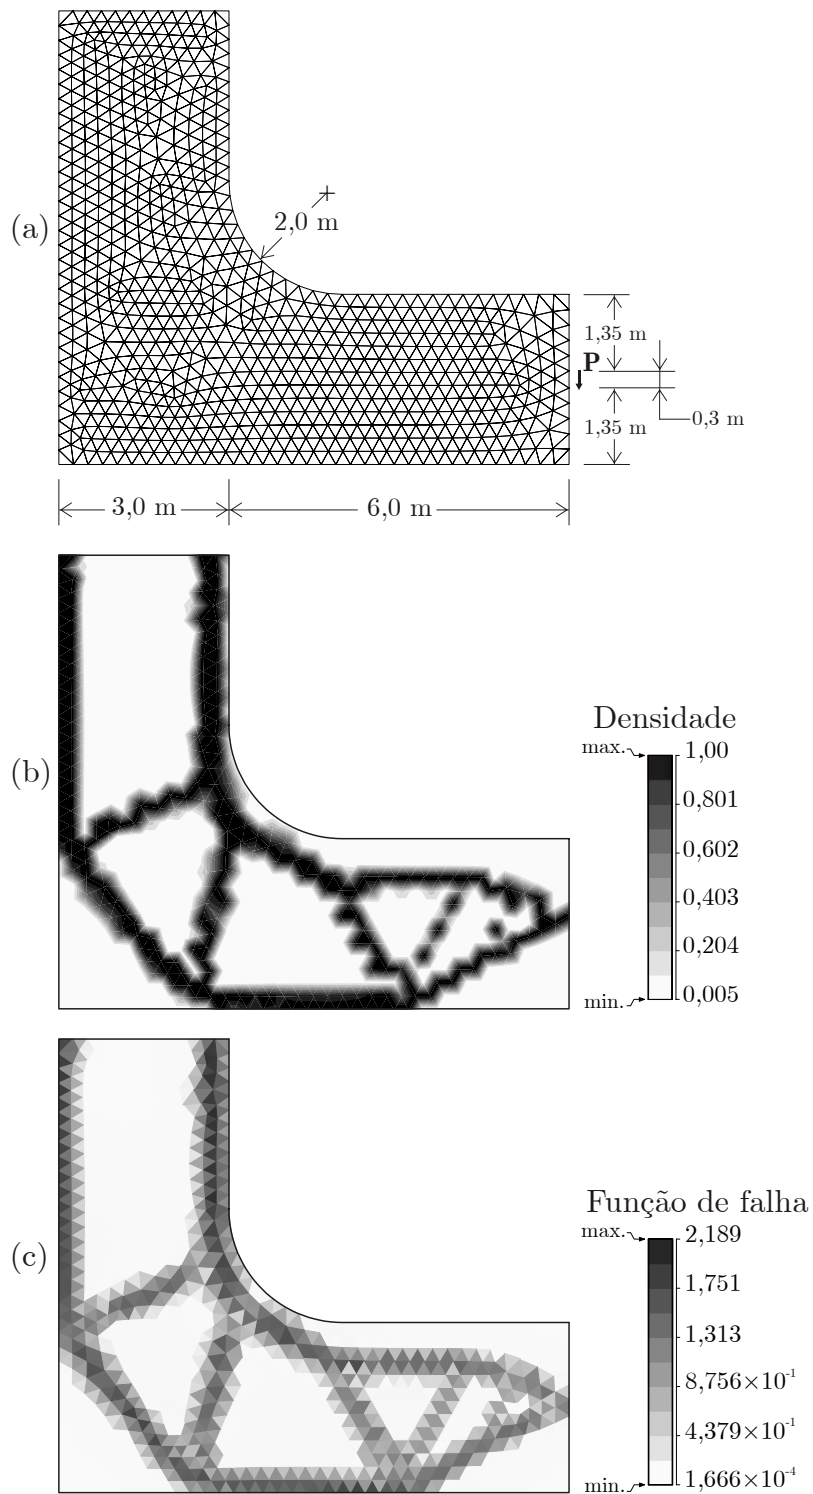 (a)
2,0 m
1,35 m
P
0,3 m
1,35 m
3,0 m
6,0 m
(b)
Densidade
max.
1,00
0,801
0,602
0,403
0,204
min.
0,005
(c)
Função de falha
max.
2,189
1,751
1,313
8,756×10⁻¹
4,379×10⁻¹
min.
1,666×10⁻⁴